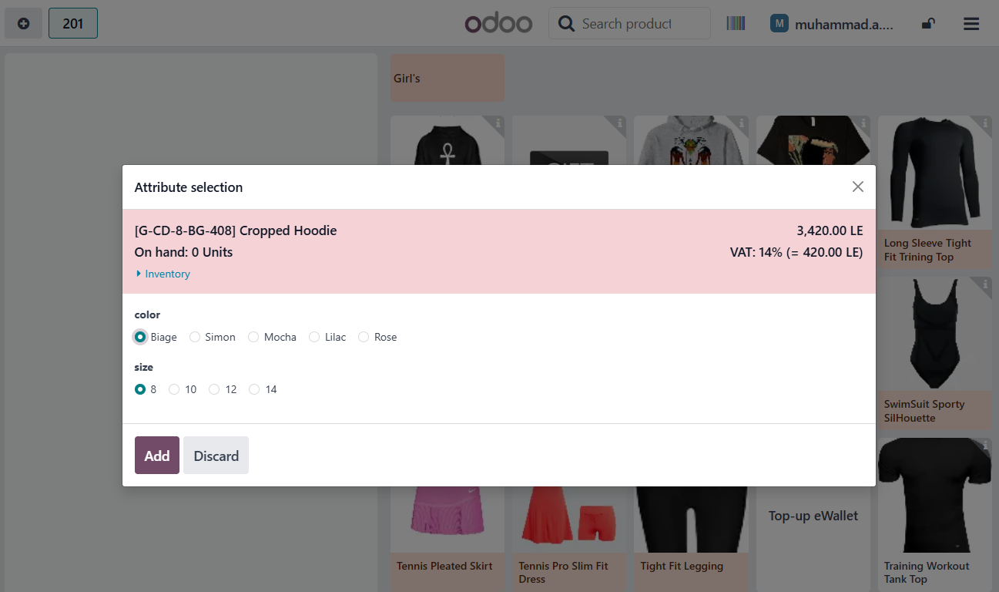 201
odoo
Search product
M
muhammad.a....
Girl's
Attribute selection
[G-CD-8-BG-408] Cropped Hoodie
3,420.00 LE
On hand: 0 Units
VAT: 14% (= 420.00 LE)
Inventory
color
Biage
Simon
Mocha
Lilac
Rose
size
8
10
12
14
Add
Discard
Long Sleeve Tight
Fit Trining Top
SwimSuit Sporty
SilHouette
Top-up eWallet
Tennis Pleated Skirt
Tennis Pro Slim Fit
Dress
Tight Fit Legging
Training Workout
Tank Top